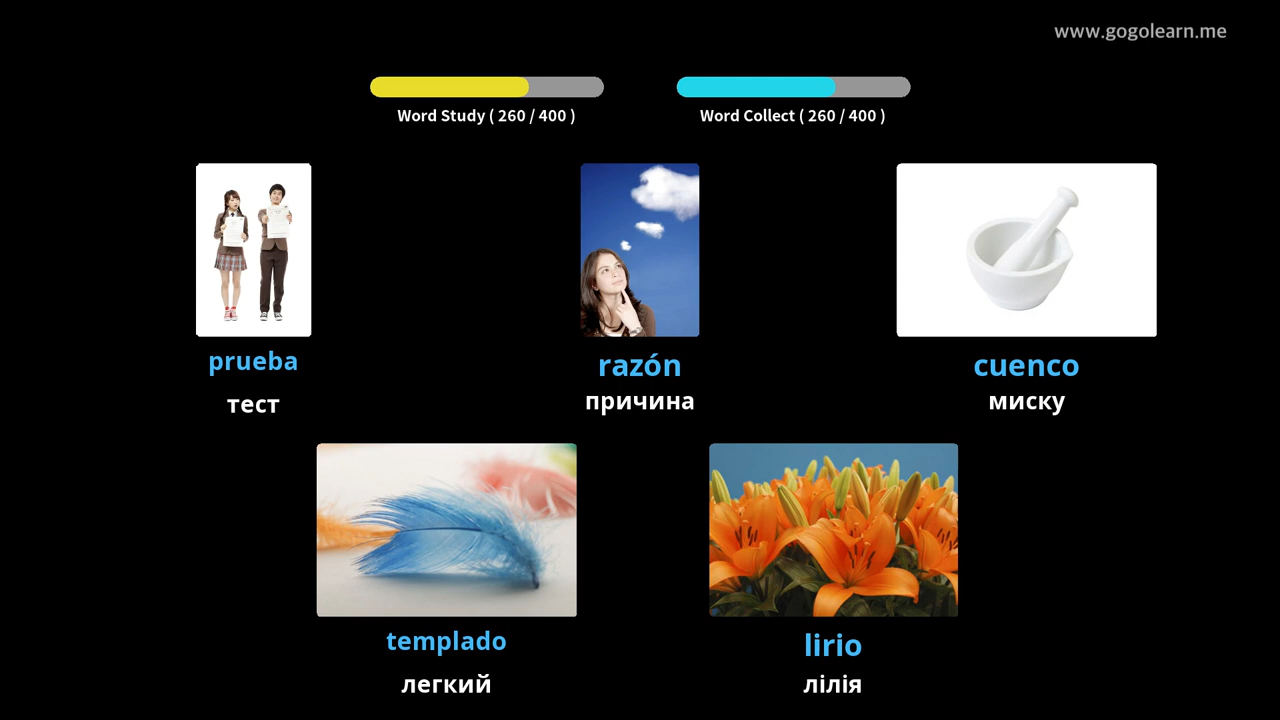 www.gogolearn.me
Word Study ( 260 / 400 )
Word Collect ( 260 / 400 )
prueba
тест
razón
причина
cuenco
миску
templado
легкий
lirio
лілія